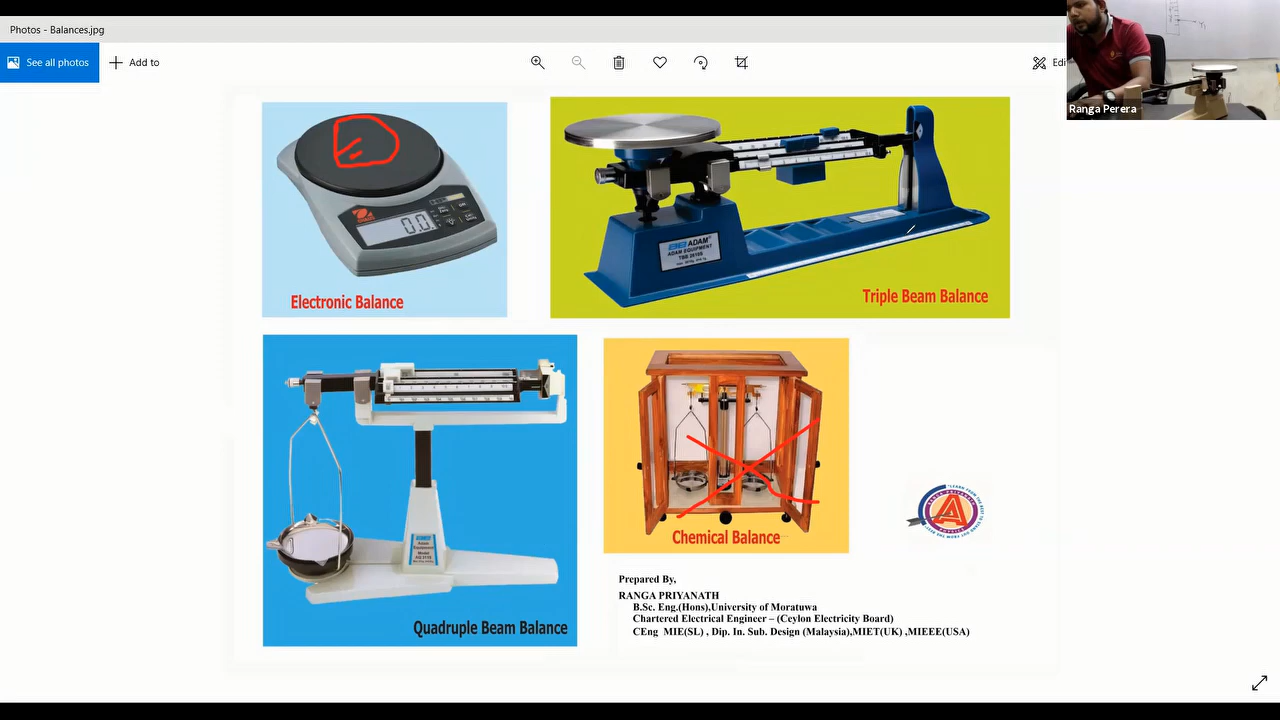 Photos - Balances.jpg
See all photos
Add to
Ranga Perera
0.0
Electronic Balance
ADAM
ADAM EQUIPMENT
Triple Beam Balance
Quadruple Beam Balance
Chemical Balance
A
Prepared By,
RANGA PRIYANATH
B.Sc. Eng.(Hons),University of Moratuwa
Chartered Electrical Engineer – (Ceylon Electricity Board)
CEng MIE(SL) , Dip. In. Sub. Design (Malaysia),MIET(UK) ,MIEEE(USA)